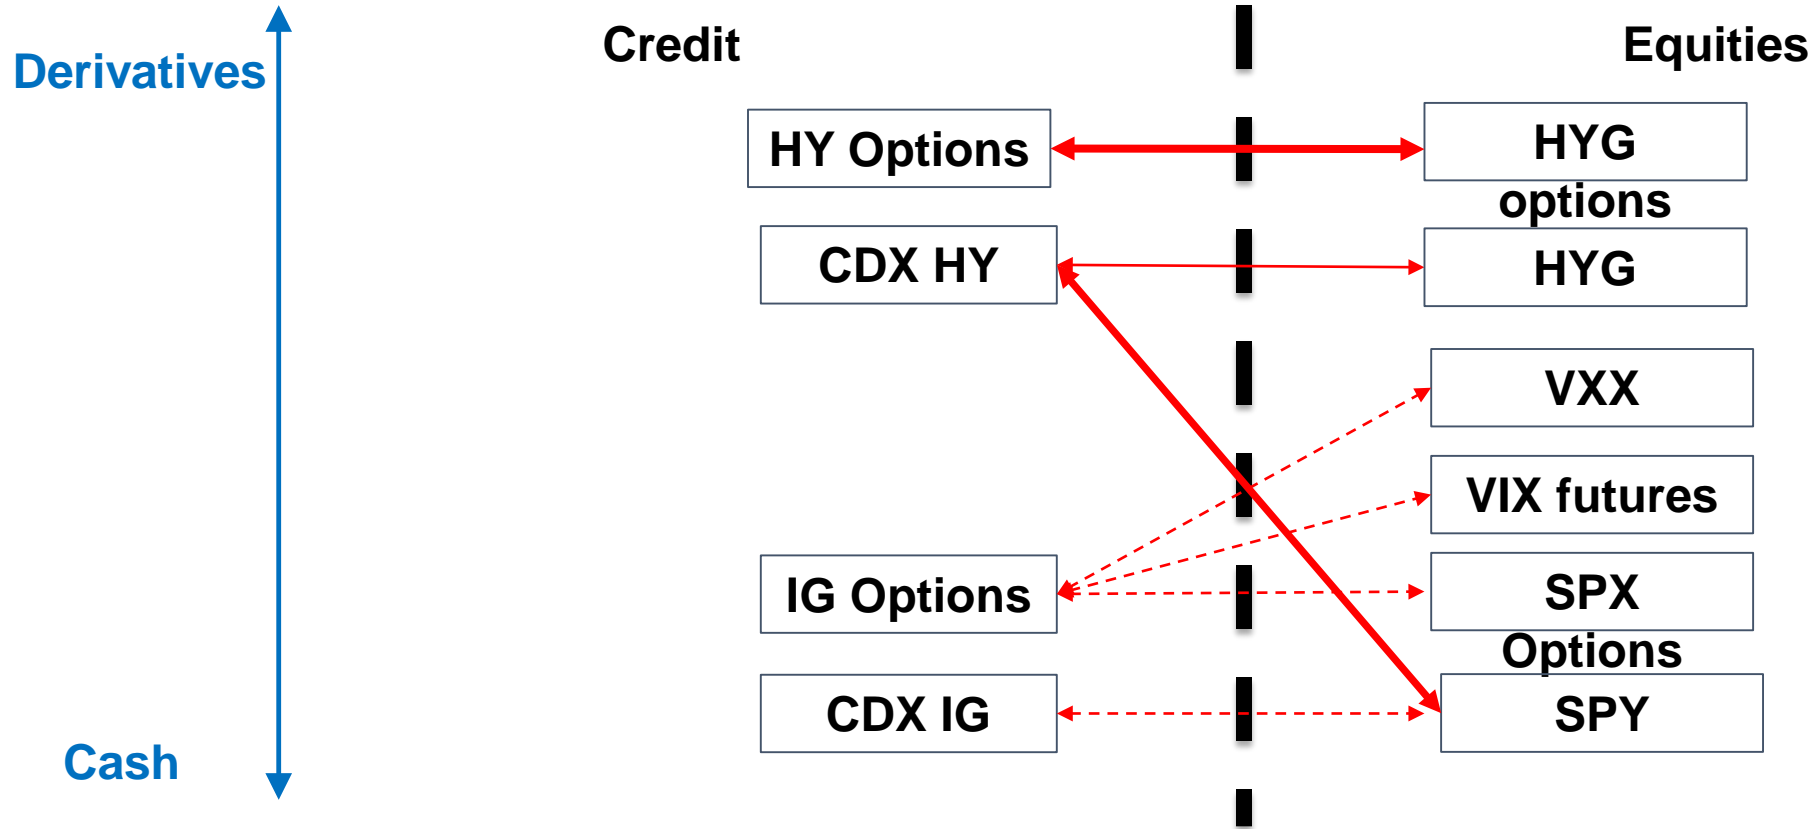 Derivatives
Credit
Equities
HY Options
HYG
options
CDX HY
HYG
VXX
VIX futures
IG Options
SPX
Options
CDX IG
SPY
Cash